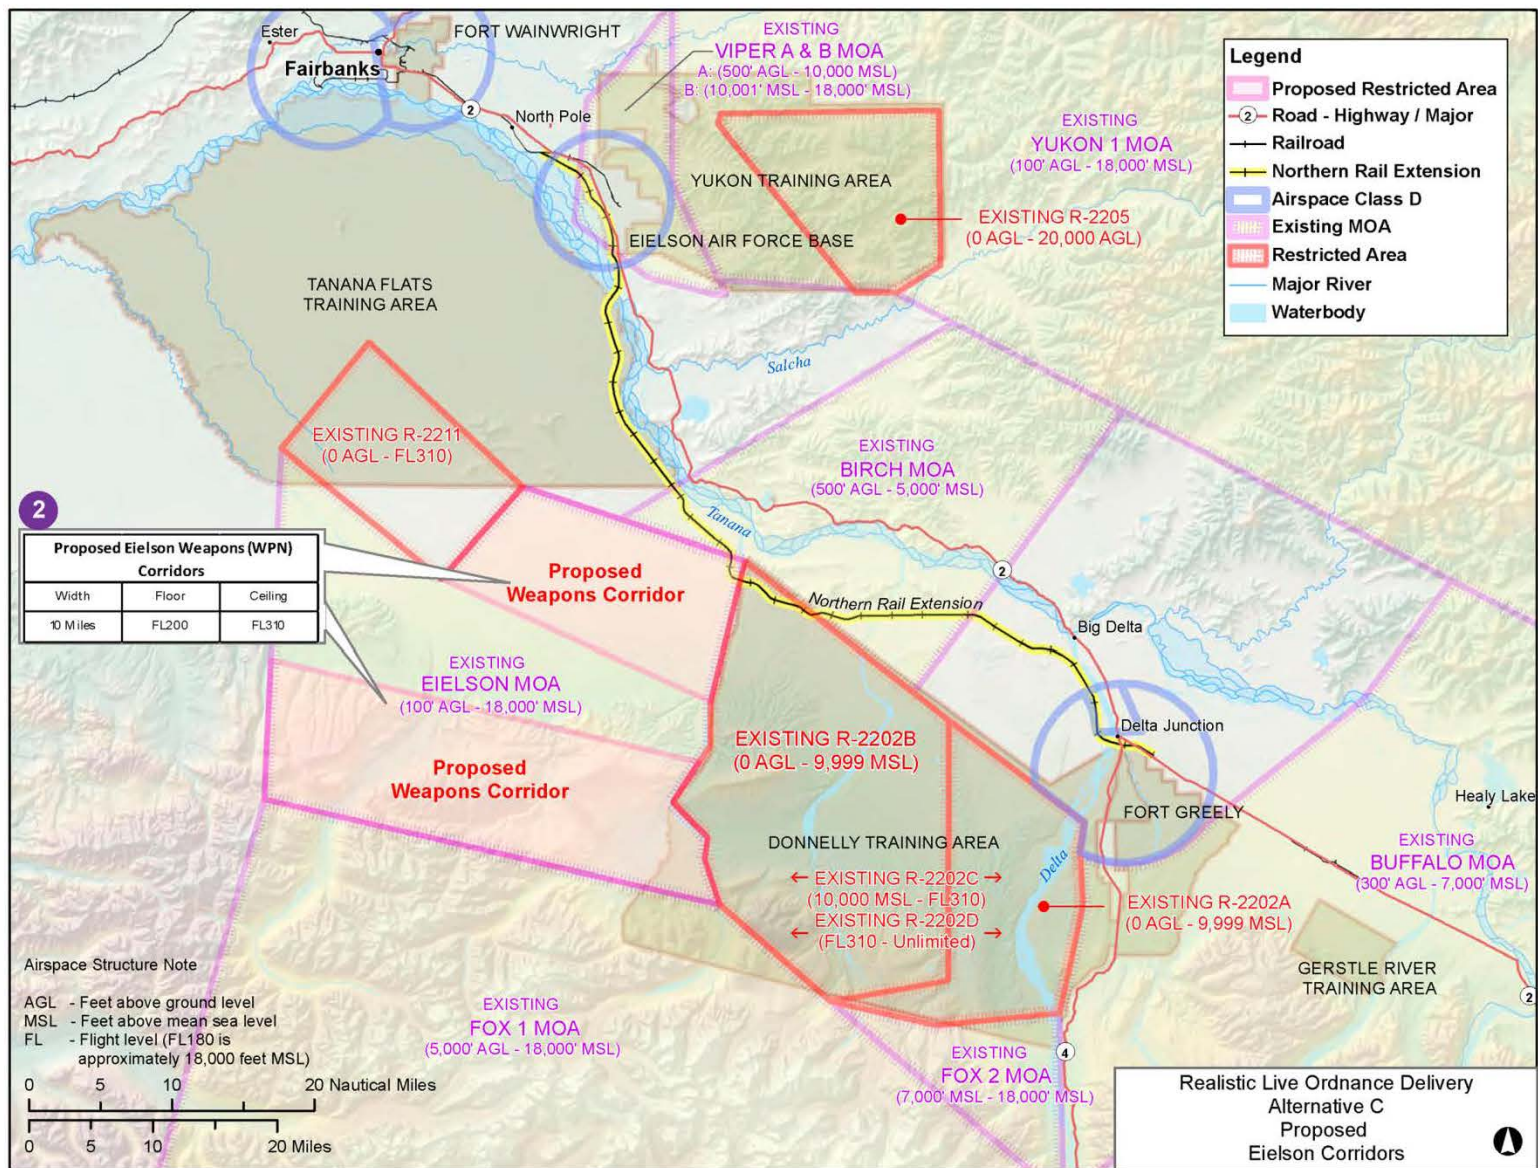 Ester
FORT WAINWRIGHT
Fairbanks
2
North Pole
EXISTING
VIPER A & B MOA
A: (500' AGL - 10,000 MSL)
B: (10,001' MSL - 18,000' MSL)
EXISTING
YUKON 1 MOA
(100' AGL - 18,000' MSL)
YUKON TRAINING AREA
EXISTING R-2205
(0 AGL - 20,000 AGL)
EIELSON AIR FORCE BASE
Legend
Proposed Restricted Area
2 Road - Highway / Major
Railroad
Northern Rail Extension
Airspace Class D
Existing MOA
Restricted Area
Major River
Waterbody
TANANA FLATS
TRAINING AREA
Salcha
EXISTING R-2211
(0 AGL - FL310)
EXISTING
BIRCH MOA
(500' AGL - 5,000' MSL)
2
Proposed Eielson Weapons (WPN)
Corridors
Width Floor Ceiling
10 Miles FL200 FL310
Tanana
Proposed
Weapons Corridor
2
Northern Rail Extension
Big Delta
EXISTING
EIELSON MOA
(100' AGL - 18,000' MSL)
Delta Junction
EXISTING R-2202B
(0 AGL - 9,999 MSL)
Proposed
Weapons Corridor
Healy Lake
FORT GREELY
DONNELLY TRAINING AREA
Delta
EXISTING
BUFFALO MOA
(300' AGL - 7,000' MSL)
← EXISTING R-2202C →
(10,000 MSL - FL310)
← EXISTING R-2202D →
(FL310 - Unlimited)
EXISTING R-2202A
(0 AGL - 9,999 MSL)
GERSTLE RIVER
TRAINING AREA
2
Airspace Structure Note
AGL - Feet above ground level
MSL - Feet above mean sea level
FL - Flight level (FL180 is
approximately 18,000 feet MSL)
EXISTING
FOX 1 MOA
(5,000' AGL - 18,000' MSL)
EXISTING
FOX 2 MOA
(7,000' MSL - 18,000' MSL)
4
0 5 10 20 Nautical Miles
0 5 10 20 Miles
Realistic Live Ordnance Delivery
Alternative C
Proposed
Eielson Corridors